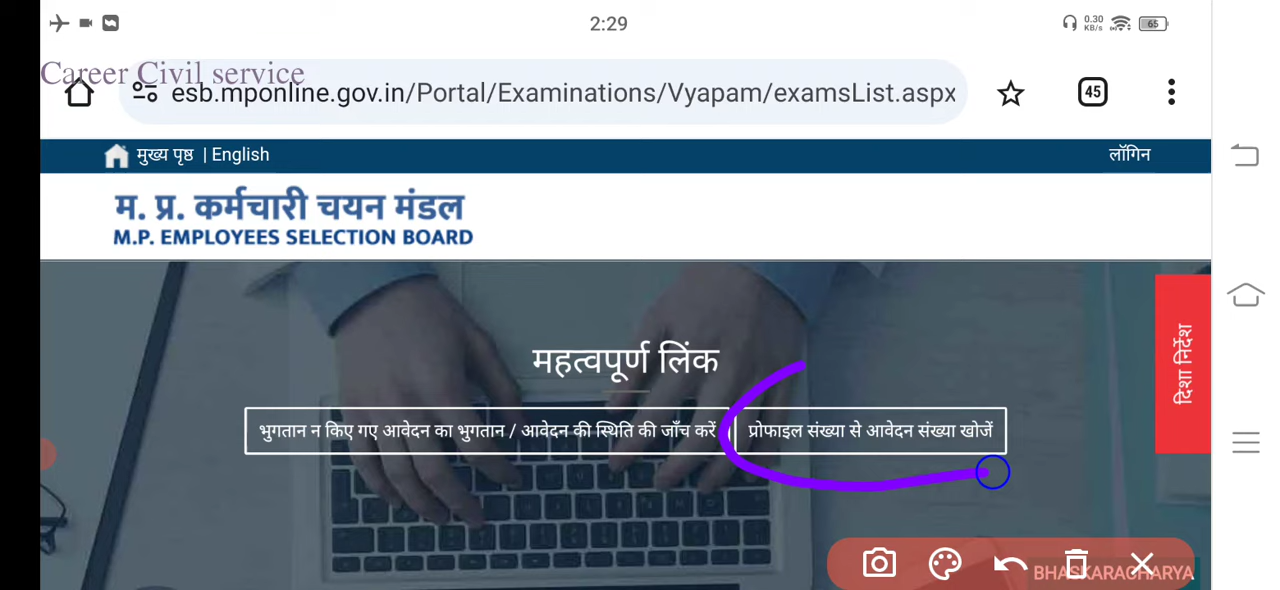 2:29
0.30
KB/s
65
Career Civil service
esb.mponline.gov.in/Portal/Examinations/Vyapam/examsList.aspx
45
मुख्य पृष्ठ | English
लॉगिन
म. प्र. कर्मचारी चयन मंडल
M.P. EMPLOYEES SELECTION BOARD
महत्वपूर्ण लिंक
दिशा निर्देश
भुगतान न किए गए आवेदन का भुगतान / आवेदन की स्थिति की जाँच करें
प्रोफाइल संख्या से आवेदन संख्या खोजें
BHASKARACHARYA